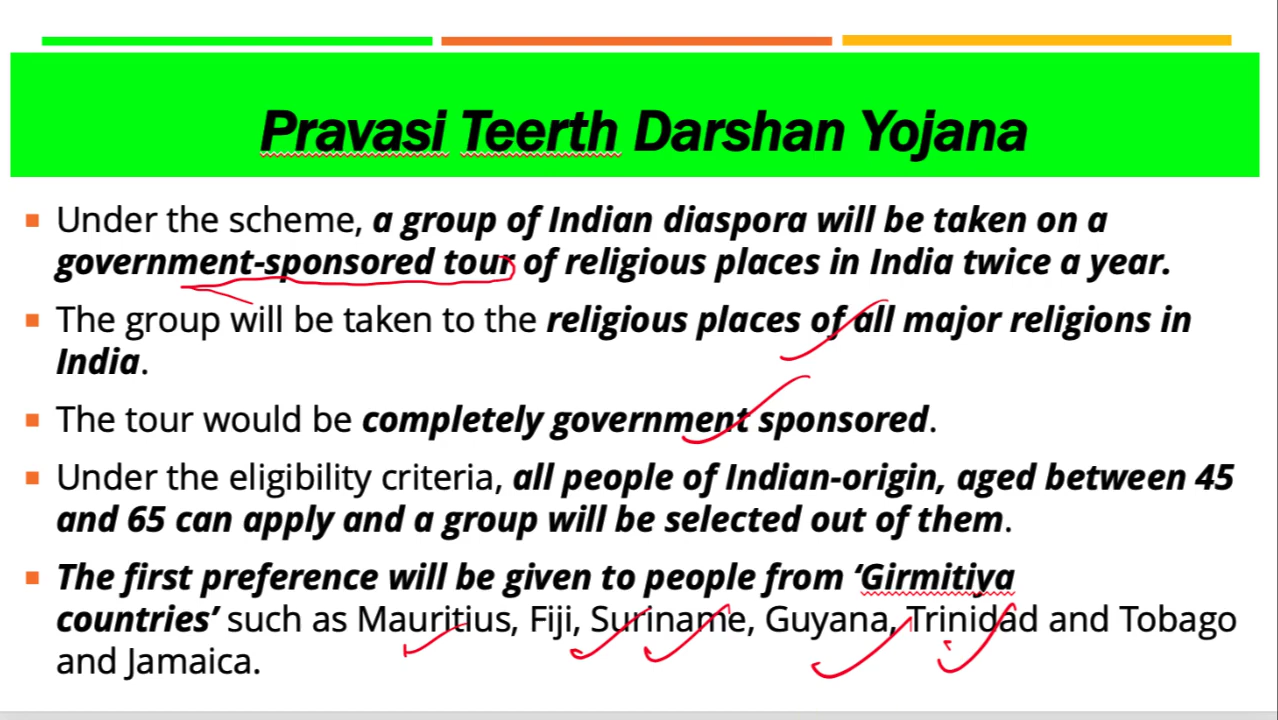 Pravasi Teerth Darshan Yojana
▪ Under the scheme, a group of Indian diaspora will be taken on a
government-sponsored tour of religious places in India twice a year.
▪ The group will be taken to the religious places of all major religions in
India.
▪ The tour would be completely government sponsored.
▪ Under the eligibility criteria, all people of Indian-origin, aged between 45
and 65 can apply and a group will be selected out of them.
▪ The first preference will be given to people from ‘Girmitiya
countries’ such as Mauritius, Fiji, Suriname, Guyana, Trinidad and Tobago
and Jamaica.